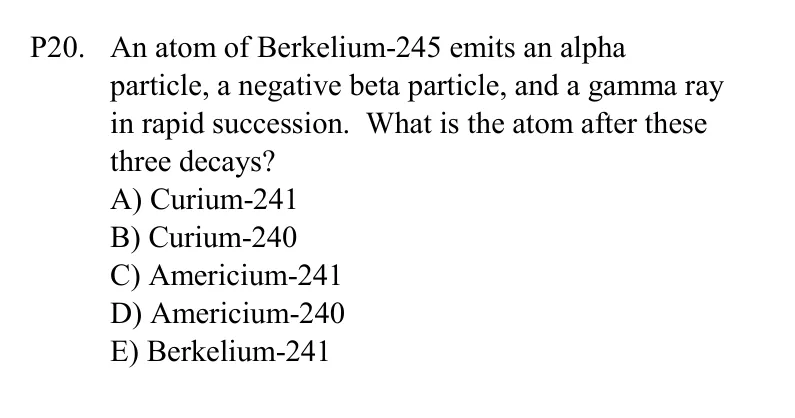 P20. An atom of Berkelium-245 emits an alpha
particle, a negative beta particle, and a gamma ray
in rapid succession. What is the atom after these
three decays?
A) Curium-241
B) Curium-240
C) Americium-241
D) Americium-240
E) Berkelium-241